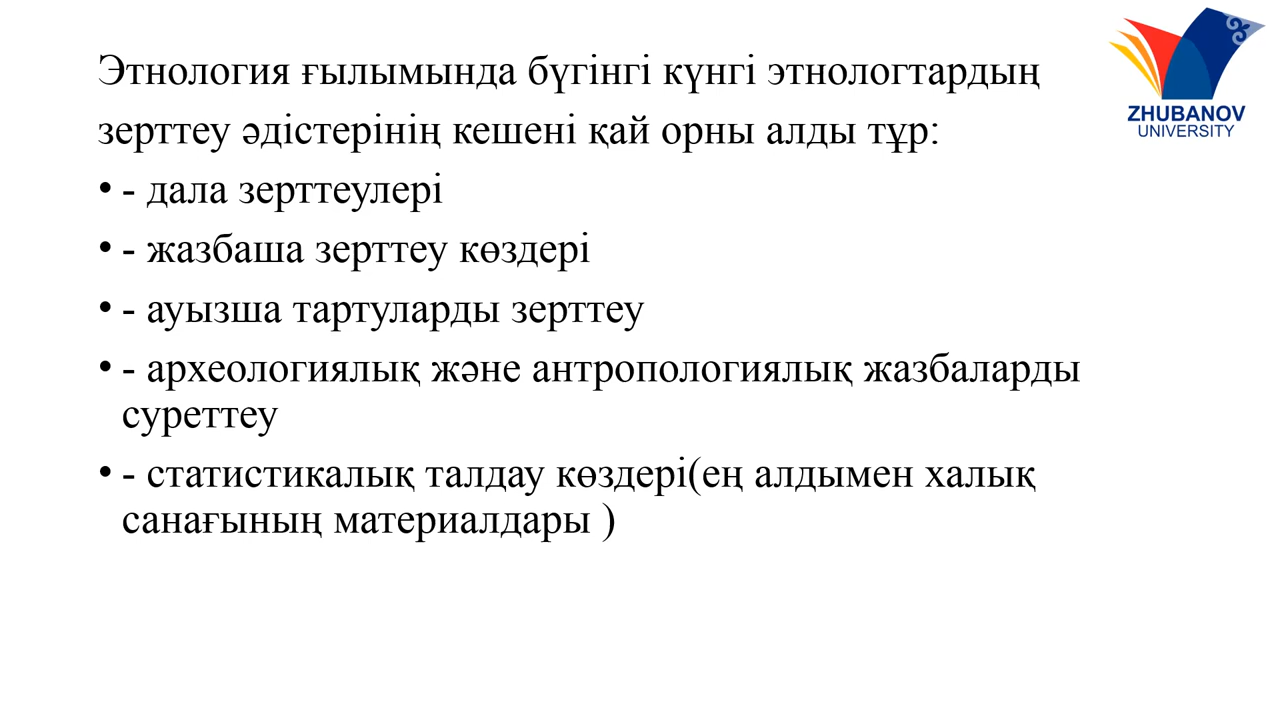 ZHUBANOV
UNIVERSITY
Этнология ғылымында бүгінгі күнгі этнологтардың
зерттеу әдістерінің кешені қай орны алды тұр:
• - дала зерттеулері
• - жазбаша зерттеу көздері
• - ауызша тартуларды зерттеу
• - археологиялық және антропологиялық жазбаларды
суреттеу
• - статистикалық талдау көздері(ең алдымен халық
санағының материалдары )